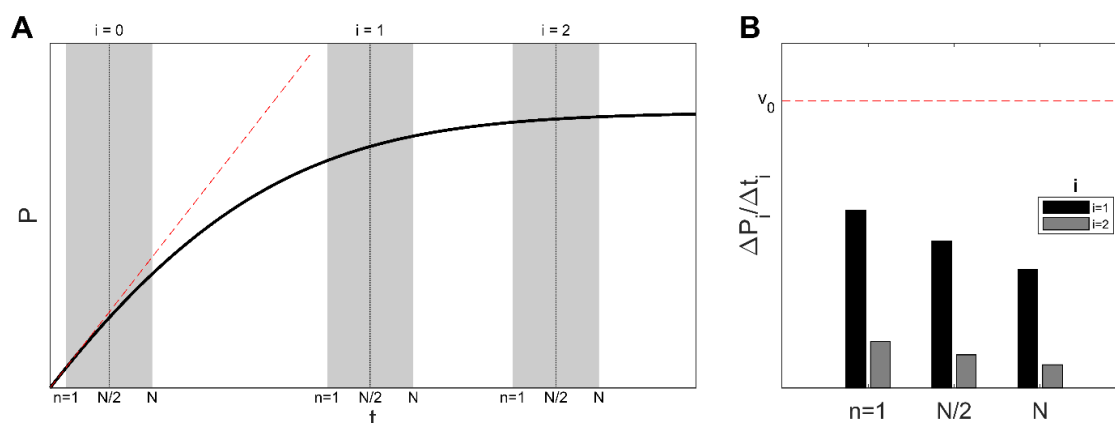 A
i = 0
i = 1
i = 2
P
n=1
N/2
N
n=1
N/2
N
n=1
N/2
N
t
B
v0
ΔPi/Δti
i
i=1
i=2
n=1
N/2
N